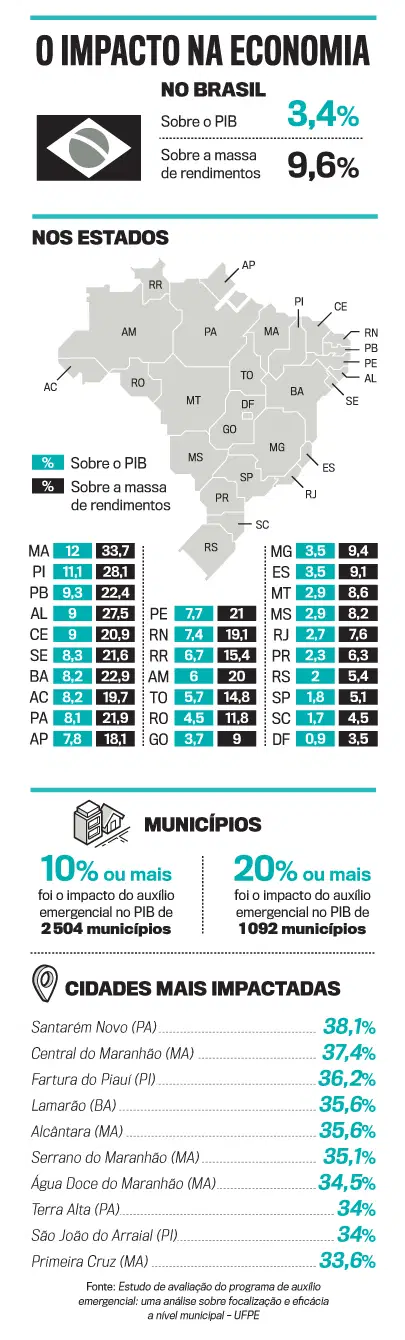 O IMPACTO NA ECONOMIA
NO BRASIL
Sobre o PIB 3,4%
Sobre a massa
de rendimentos 9,6%
NOS ESTADOS
AP
RR
PI
CE
AM
PA
MA
RN
PB
PE
AL
SE
AC
RO
TO
BA
MT
DF
GO
MG
MS
ES
SP
RJ
PR
SC
RS
% Sobre o PIB
% Sobre a massa
de rendimentos
MA 12 33,7
PI 11,1 28,1
PB 9,3 22,4
AL 9 27,5
CE 9 20,9
SE 8,3 21,6
BA 8,2 22,9
AC 8,2 19,7
PA 8,1 21,9
AP 7,8 18,1
PE 7,7 21
RN 7,4 19,1
RR 6,7 15,4
AM 6 20
TO 5,7 14,8
RO 4,5 11,8
GO 3,7 9
MG 3,5 9,4
ES 3,5 9,1
MT 2,9 8,6
MS 2,9 8,2
RJ 2,7 7,6
PR 2,3 6,3
RS 2 5,4
SP 1,8 5,1
SC 1,7 4,5
DF 0,9 3,5
MUNICÍPIOS
10% ou mais
foi o impacto do auxílio
emergencial no PIB de
2 504 municípios
20% ou mais
foi o impacto do auxílio
emergencial no PIB de
1 092 municípios
CIDADES MAIS IMPACTADAS
Santarém Novo (PA) 38,1%
Central do Maranhão (MA) 37,4%
Fartura do Piauí (PI) 36,2%
Lamarão (BA) 35,6%
Alcântara (MA) 35,6%
Serrano do Maranhão (MA) 35,1%
Água Doce do Maranhão (MA) 34,5%
Terra Alta (PA) 34%
São João do Arraial (PI) 34%
Primeira Cruz (MA) 33,6%
Fonte: Estudo de avaliação do programa de auxílio
emergencial: uma análise sobre focalização e eficácia
a nível municipal – UFPE